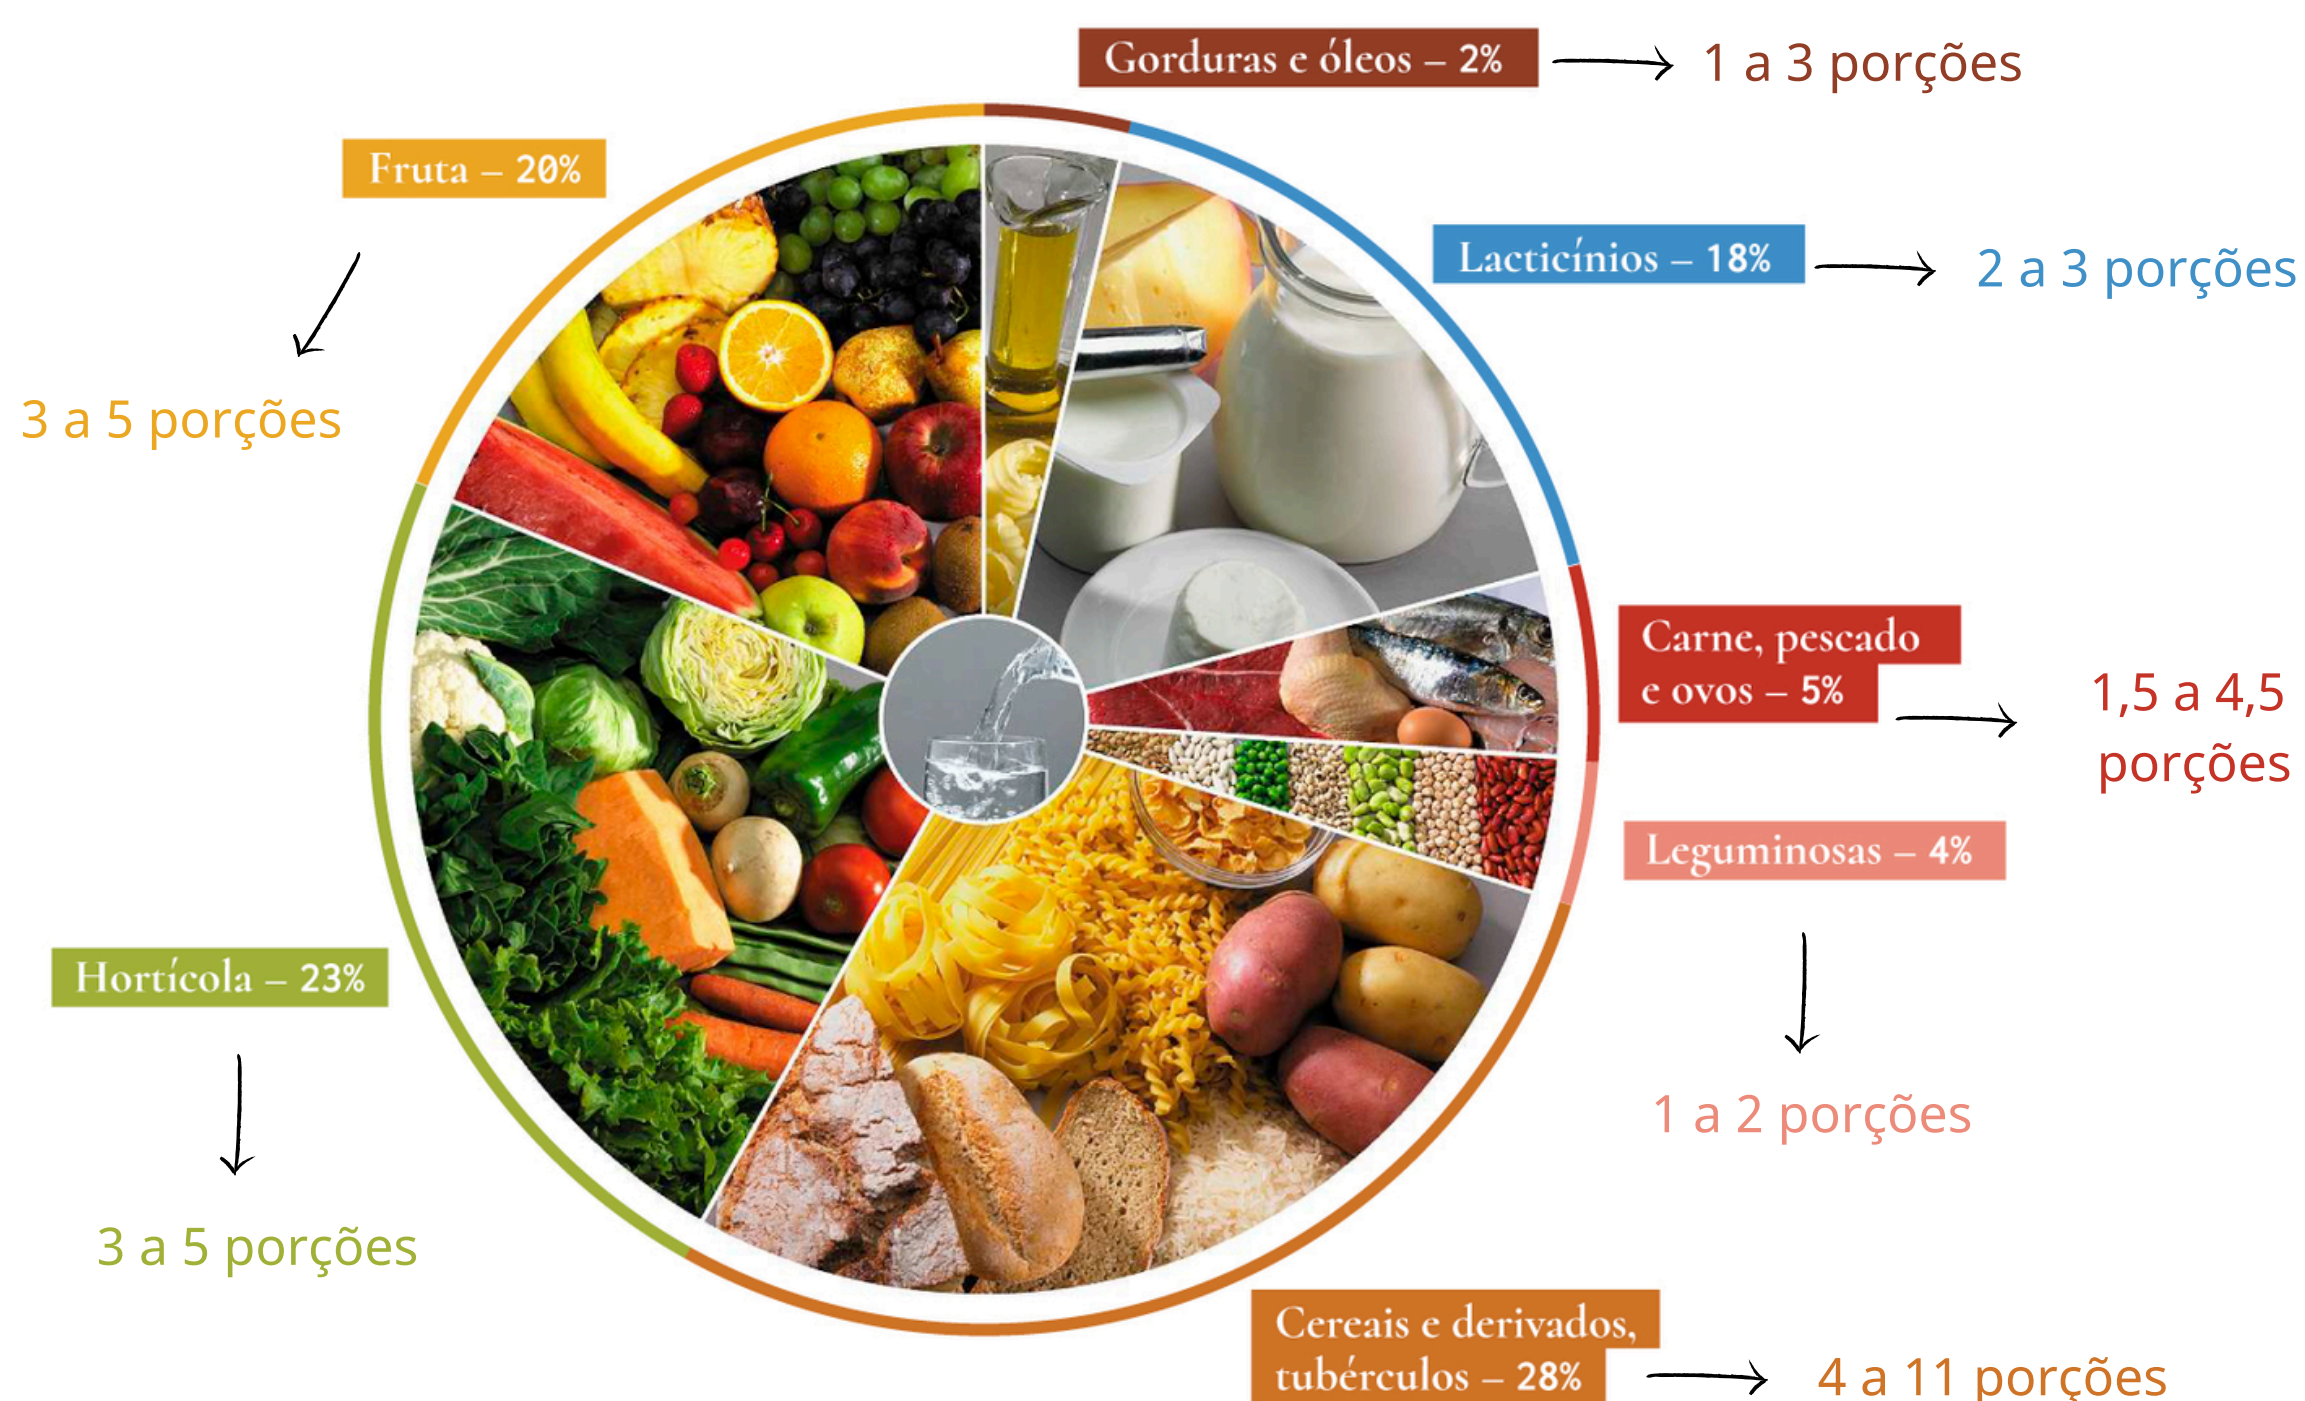 Gorduras e óleos – 2%
1 a 3 porções
Fruta – 20%
3 a 5 porções
Lacticínios – 18%
2 a 3 porções
Carne, pescado
e ovos – 5%
1,5 a 4,5
porções
Leguminosas – 4%
1 a 2 porções
Hortícola – 23%
3 a 5 porções
Cereais e derivados,
tubérculos – 28%
4 a 11 porções